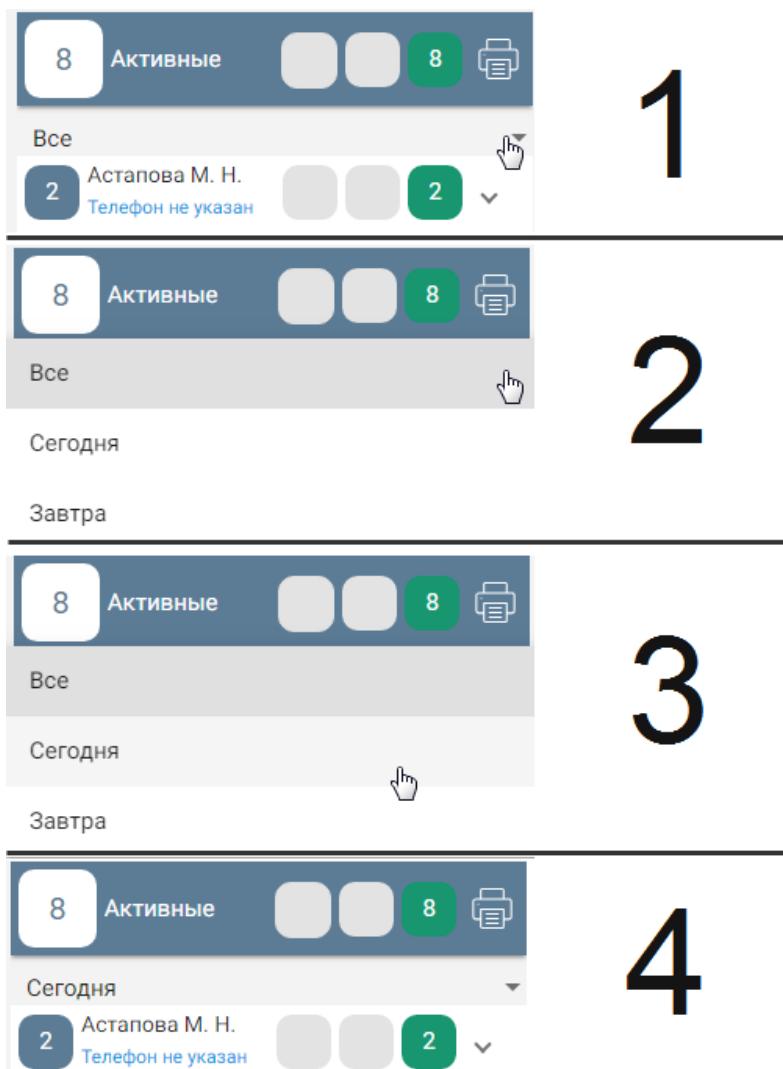 8 Активные 8
1
Все
2 Астапова М. Н. 2
Телефон не указан
8 Активные 8
2
Все
Сегодня
Завтра
8 Активные 8
3
Все
Сегодня
Завтра
8 Активные 8
4
Сегодня
2 Астапова М. Н. 2
Телефон не указан